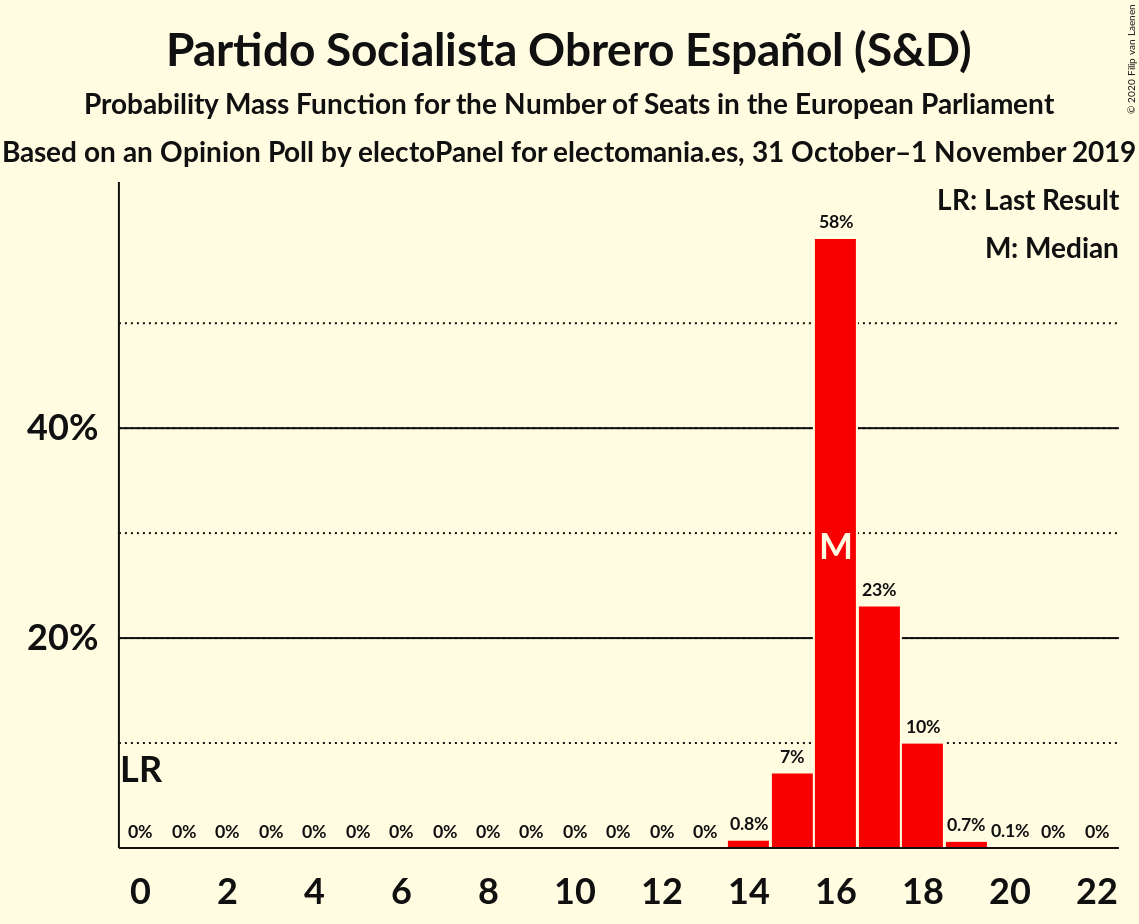 Partido Socialista Obrero Español (S&D)
Probability Mass Function for the Number of Seats in the European Parliament
Based on an Opinion Poll by electoPanel for electomania.es, 31 October–1 November 2019
© 2020 Filip van Laenen
LR: Last Result
M: Median
58%
40%
M
23%
20%
10%
7%
LR
0% 0% 0% 0% 0% 0% 0% 0% 0% 0% 0% 0% 0% 0% 0.8% 0.7% 0.1% 0% 0%
0 2 4 6 8 10 12 14 16 18 20 22